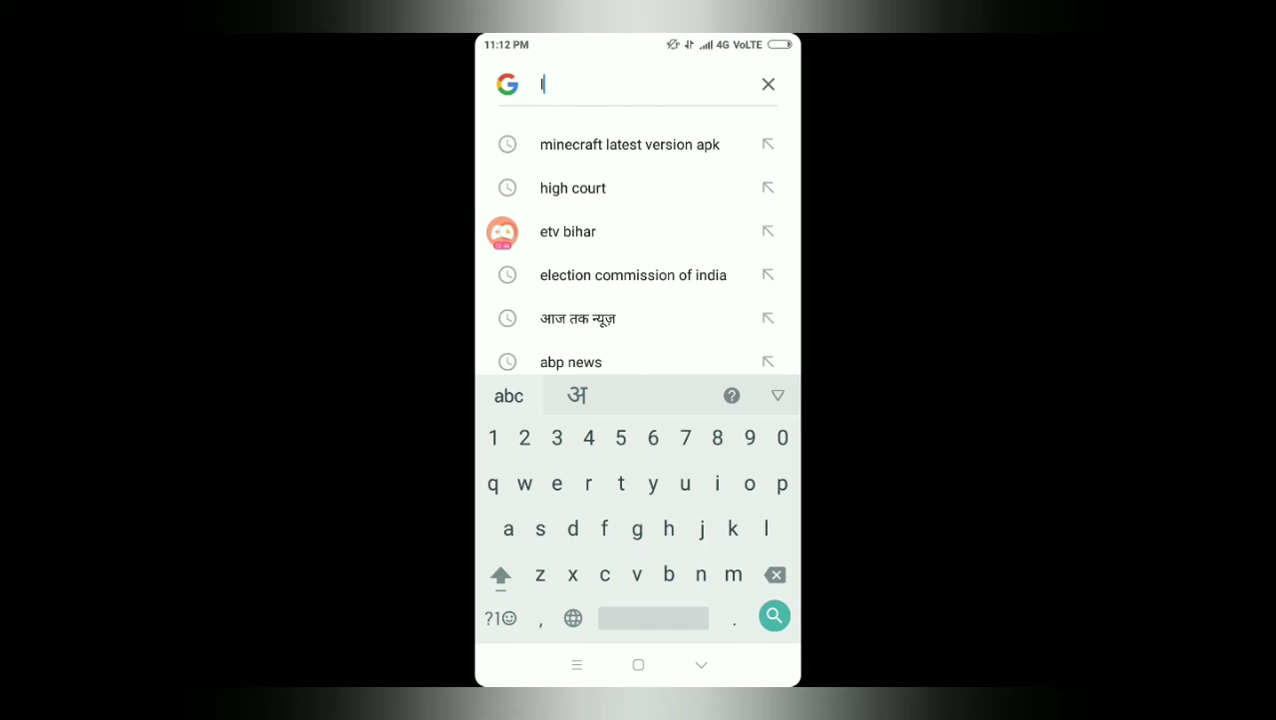 11:12 PM 4G VoLTE
l
minecraft latest version apk
high court
etv bihar
election commission of india
आज तक न्यूज़
abp news
abc अ
1 2 3 4 5 6 7 8 9 0
q w e r t y u i o p
a s d f g h j k l
z x c v b n m
?1☺ , .